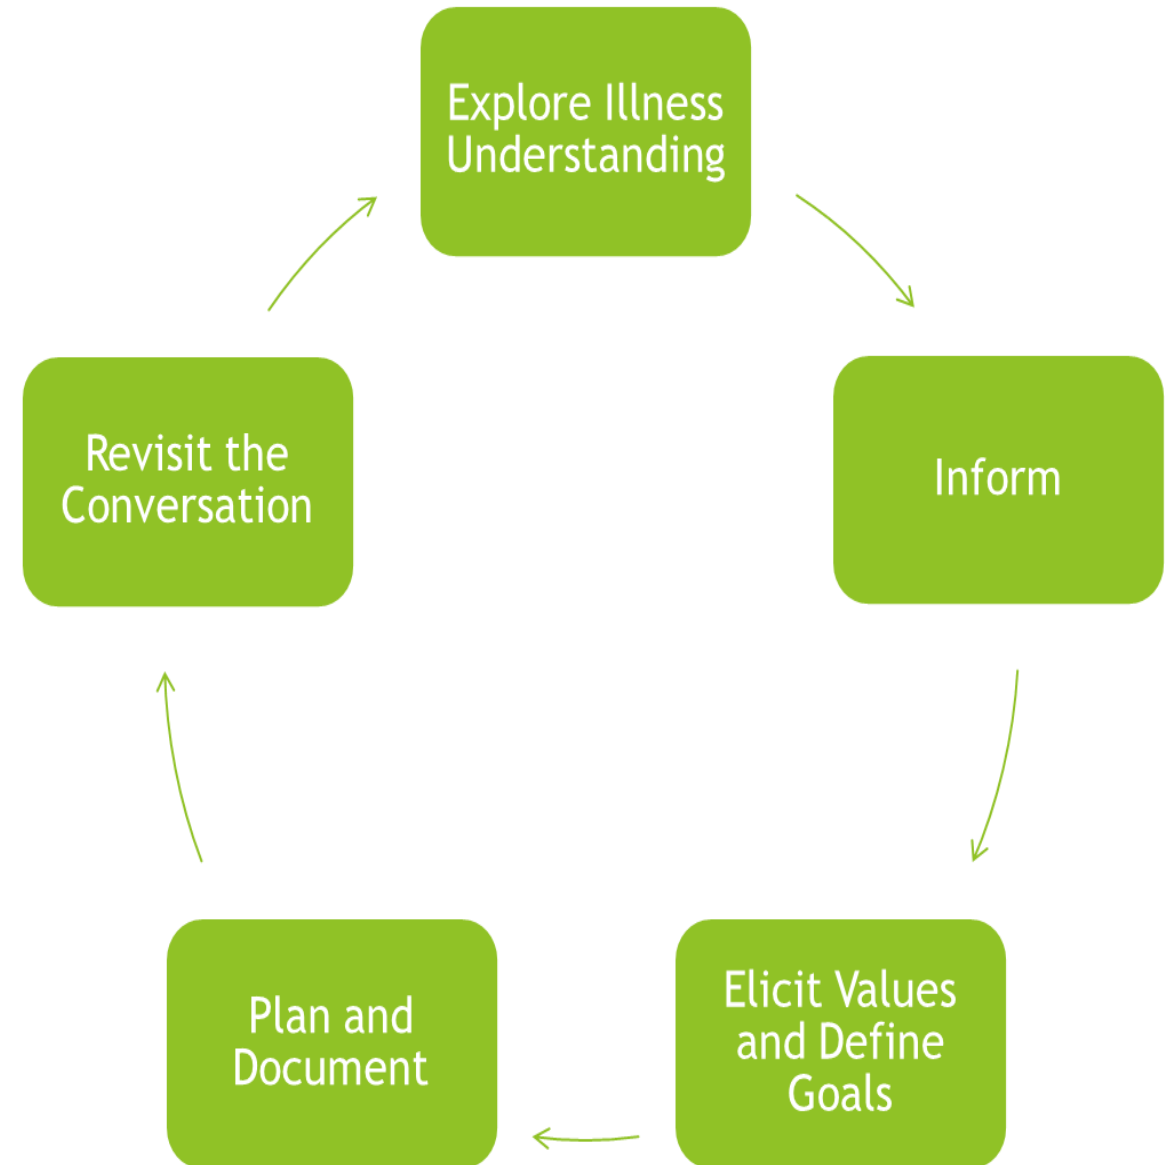 Explore Illness
Understanding
Inform
Elicit Values
and Define
Goals
Plan and
Document
Revisit the
Conversation